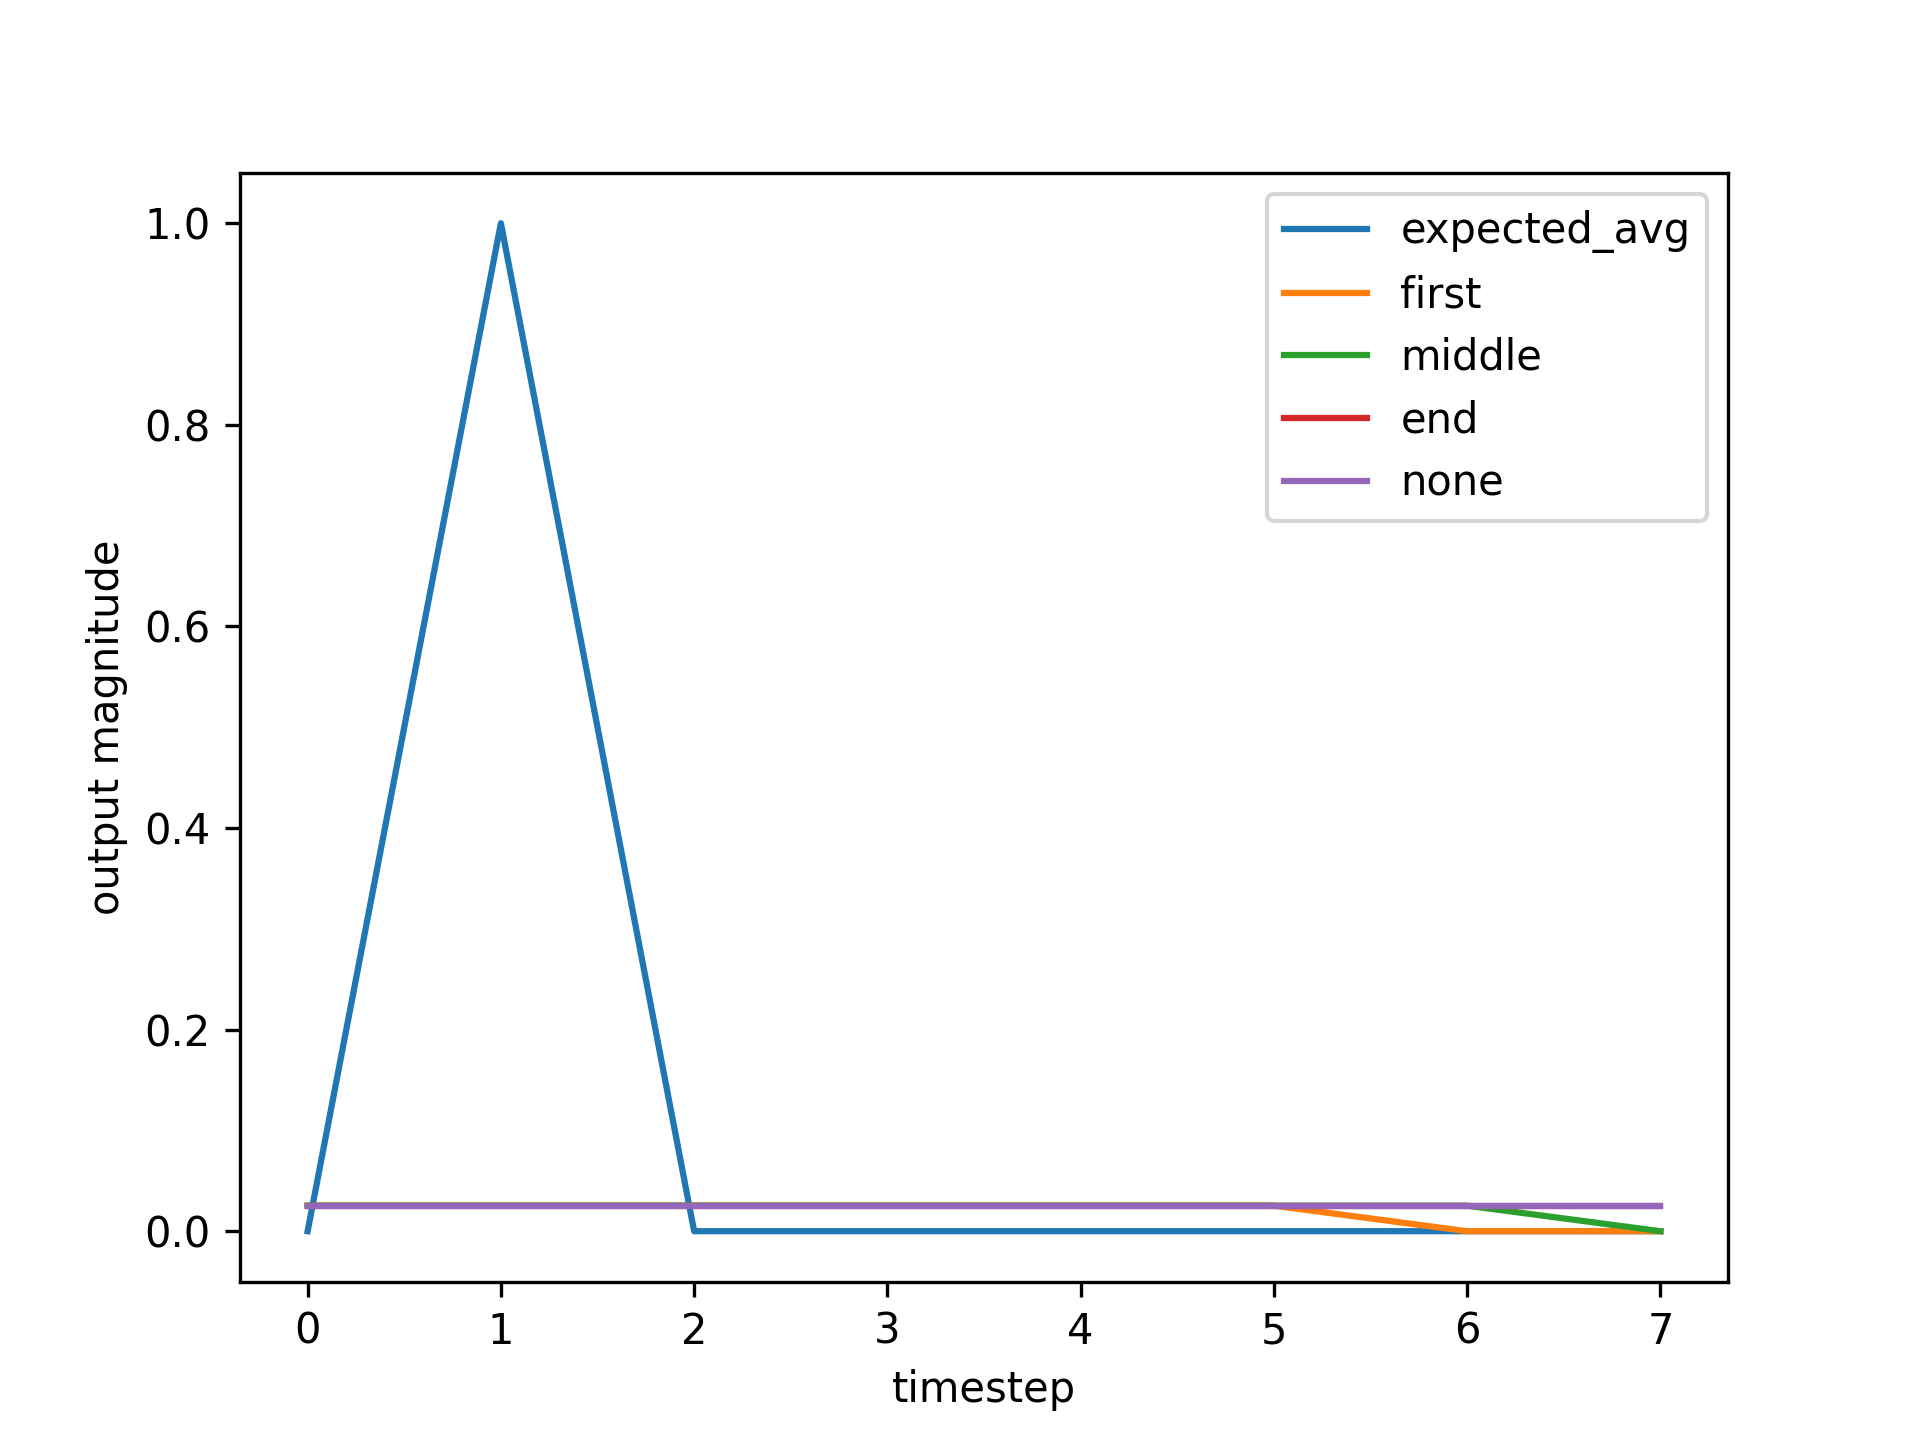 1.0
0.8
0.6
0.4
0.2
0.0
output magnitude
0 1 2 3 4 5 6 7
timestep
expected_avg
first
middle
end
none